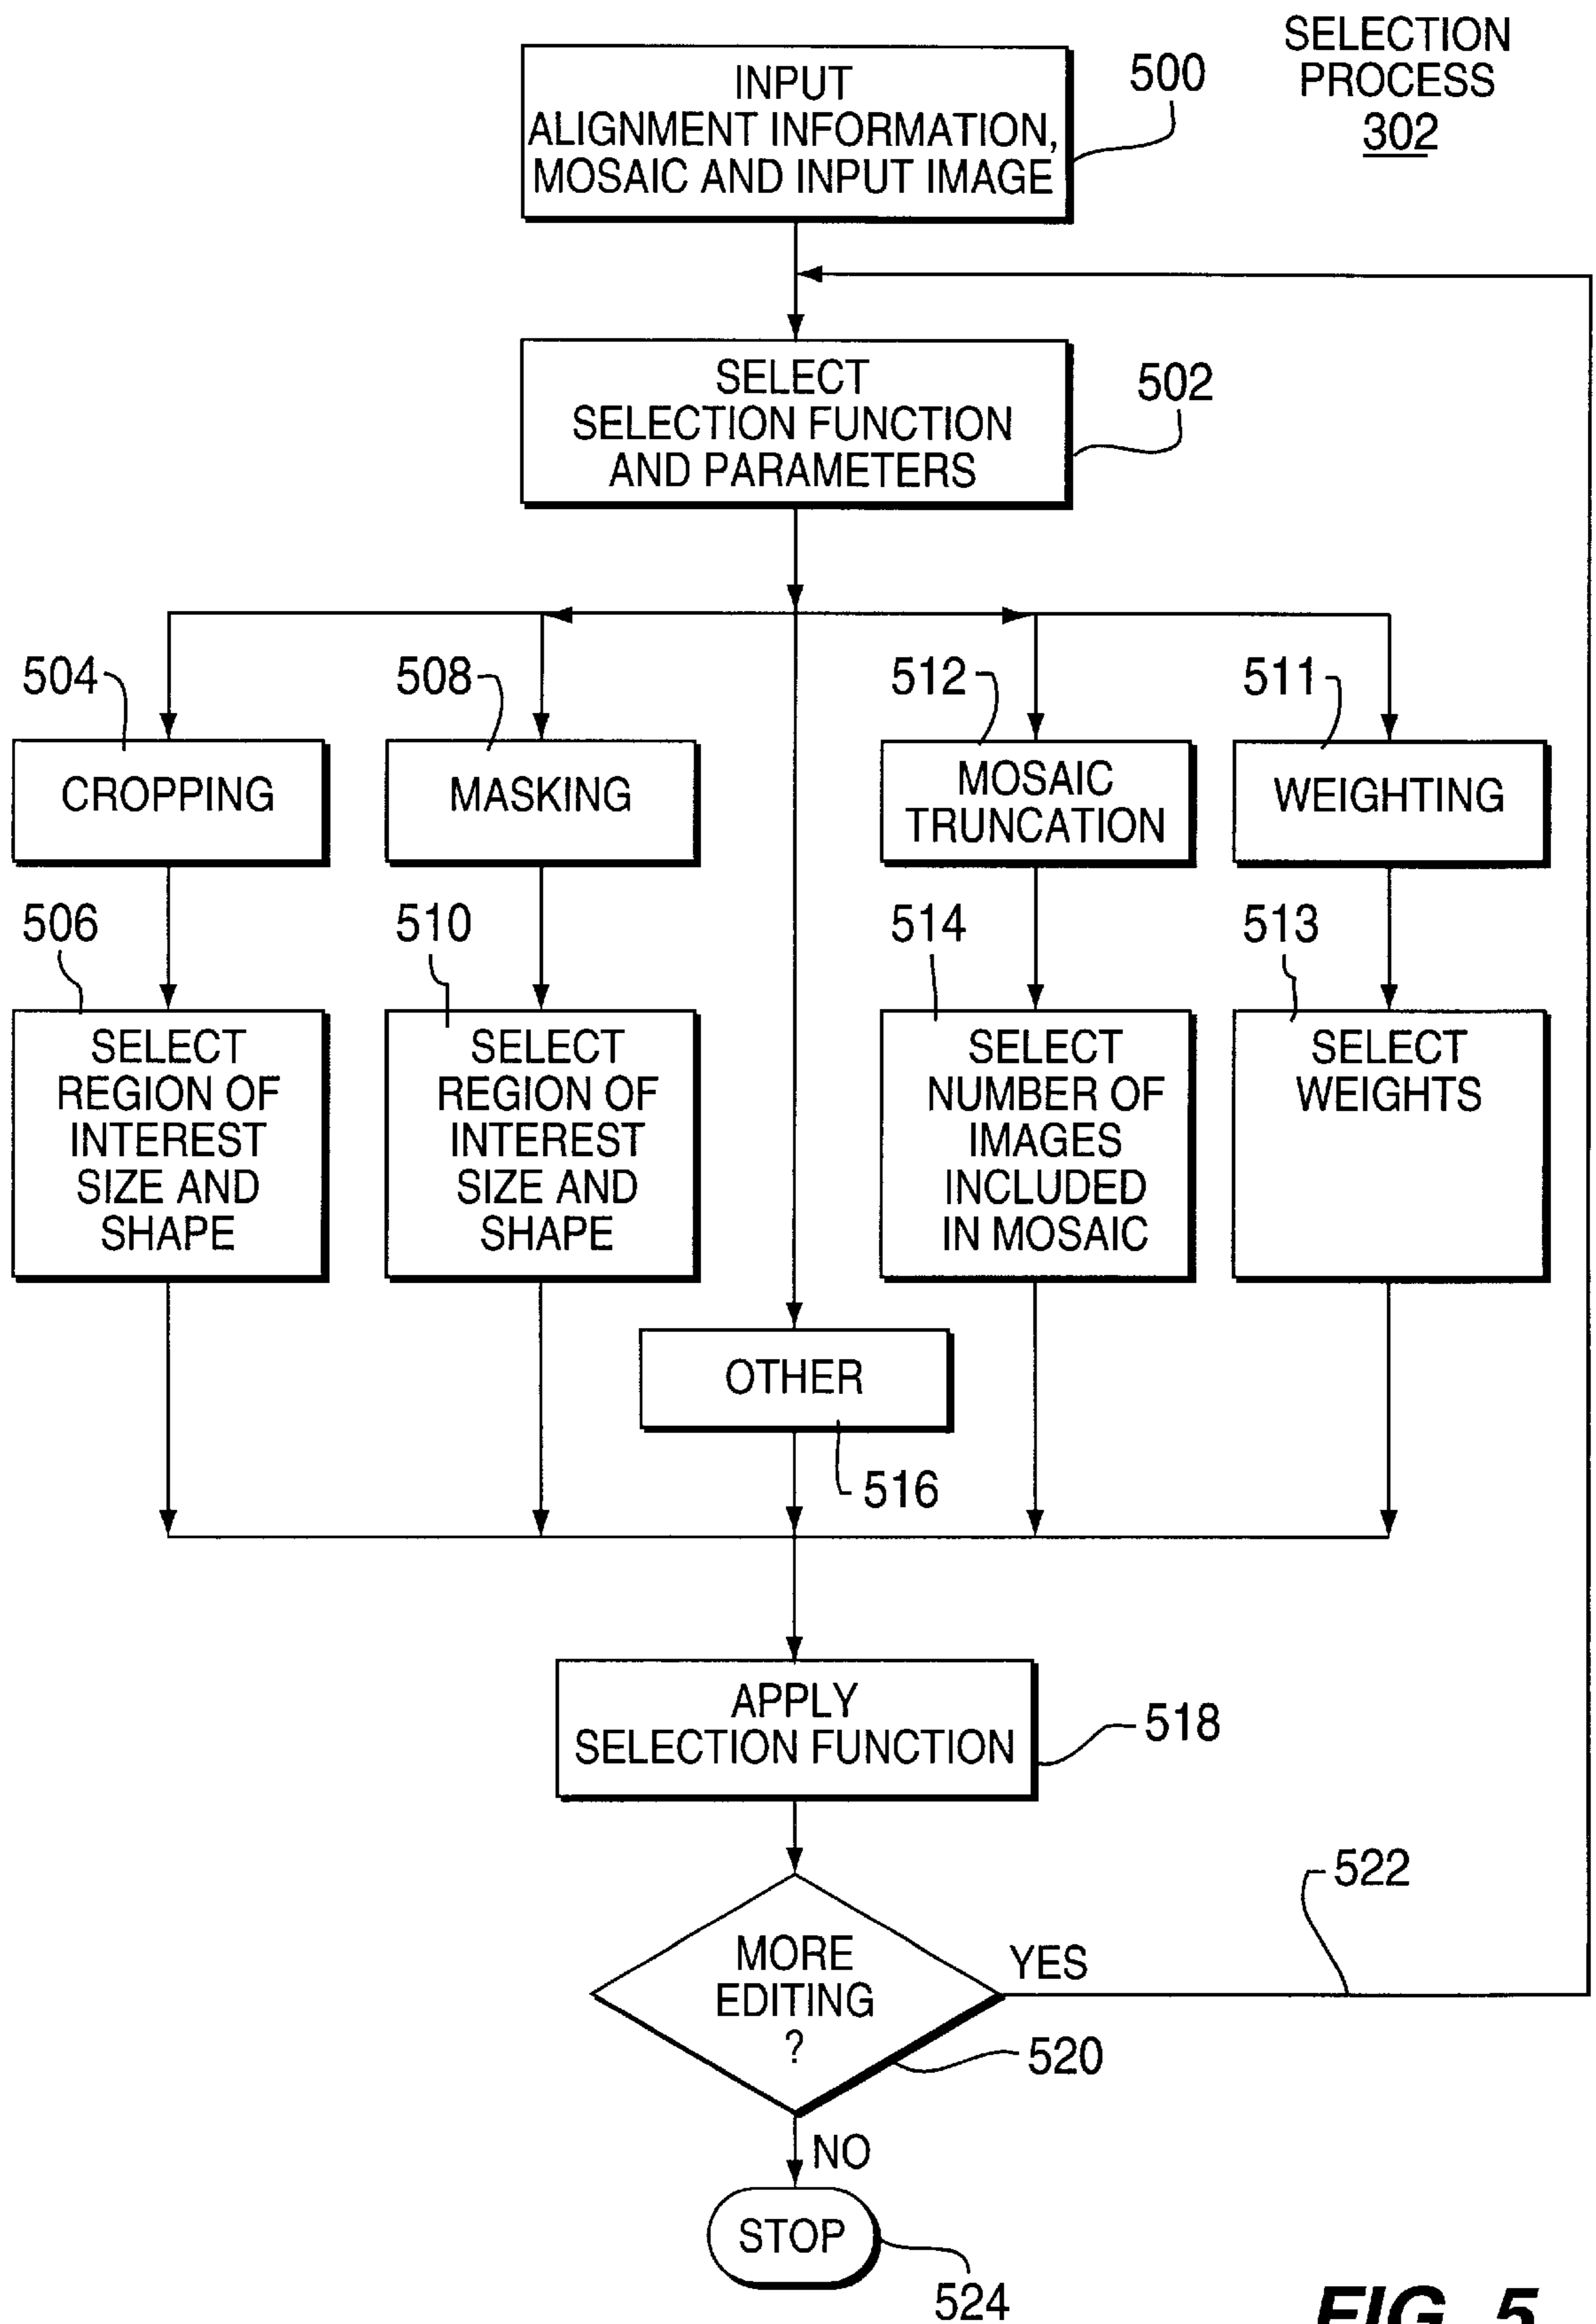 SELECTION
PROCESS
302
INPUT
ALIGNMENT INFORMATION,
MOSAIC AND INPUT IMAGE
500
SELECT
SELECTION FUNCTION
AND PARAMETERS
502
504
508
512
511
CROPPING
MASKING
MOSAIC
TRUNCATION
WEIGHTING
506
510
514
513
SELECT
REGION OF
INTEREST
SIZE AND
SHAPE
SELECT
REGION OF
INTEREST
SIZE AND
SHAPE
SELECT
NUMBER OF
IMAGES
INCLUDED
IN MOSAIC
SELECT
WEIGHTS
OTHER
516
APPLY
SELECTION FUNCTION
518
522
MORE
EDITING
?
YES
520
NO
STOP
524
FIG. 5